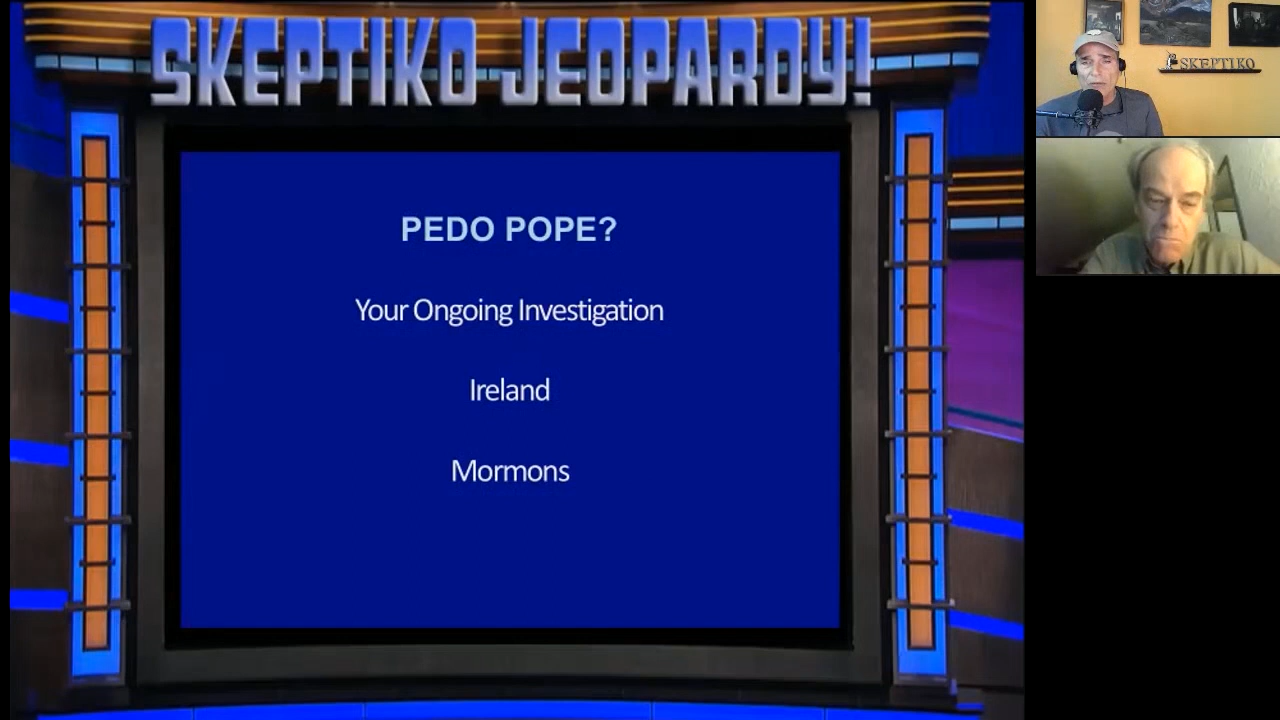 SKEPTIKO JEOPARDY!
SKEPTIKO
PEDO POPE?
Your Ongoing Investigation
Ireland
Mormons